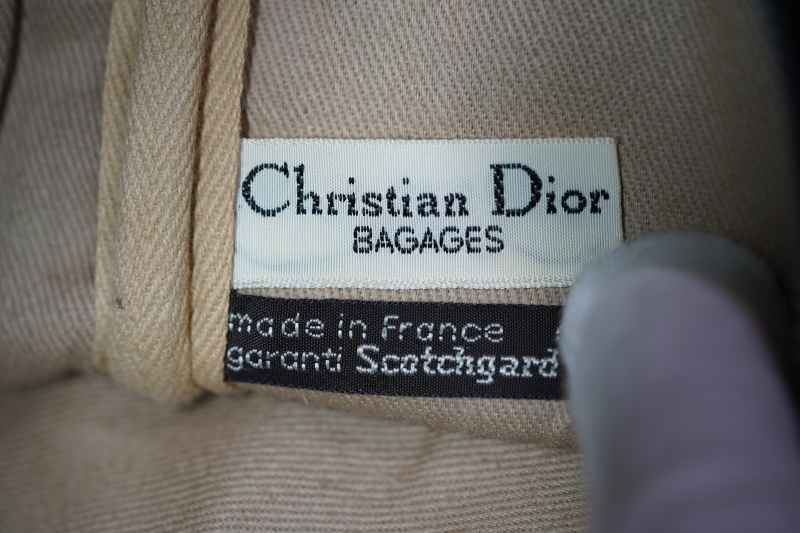 Christian Dior
BAGAGES
made in France
garanti Scotchgard